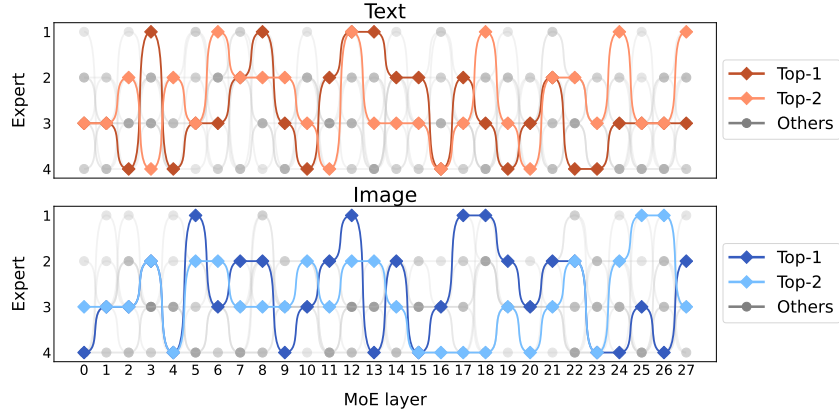 Text
1
2
3
4
Expert
Top-1
Top-2
Others
Image
1
2
3
4
Expert
Top-1
Top-2
Others
0 1 2 3 4 5 6 7 8 9 10 11 12 13 14 15 16 17 18 19 20 21 22 23 24 25 26 27
MoE layer